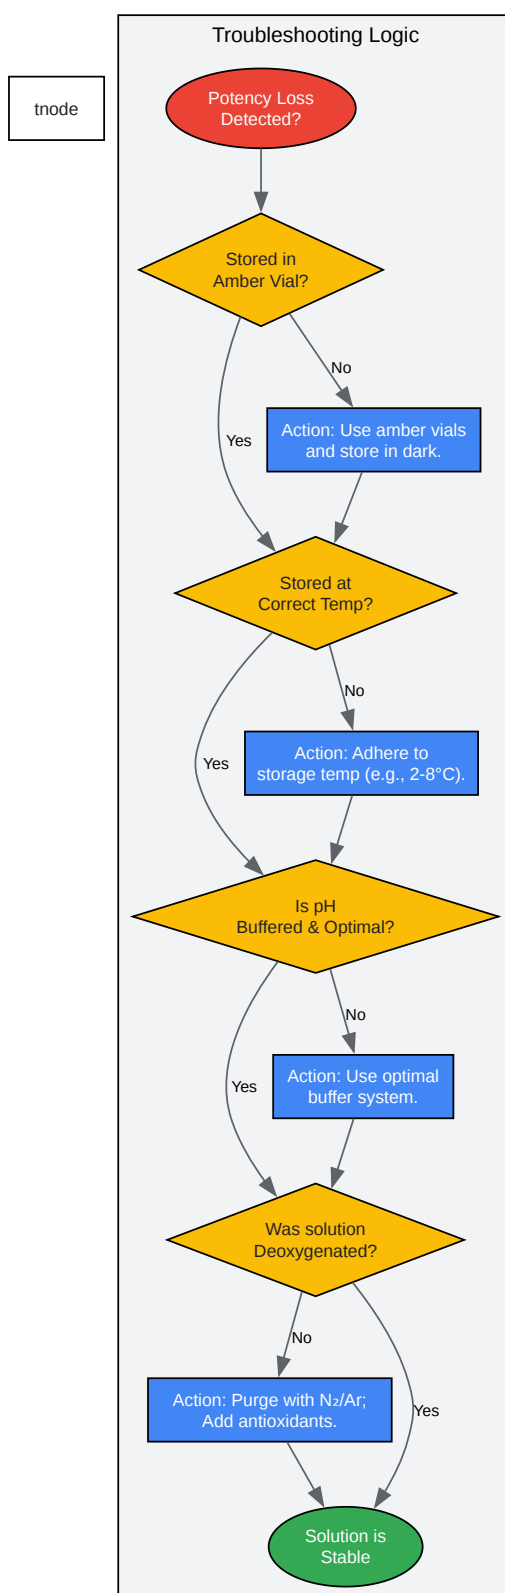 Troubleshooting Logic
tnode
Potency Loss
Detected?
Stored in
Amber Vial?
No
Action: Use amber vials
and store in dark.
Yes
Stored at
Correct Temp?
No
Action: Adhere to
storage temp (e.g., 2-8°C).
Yes
Is pH
Buffered & Optimal?
No
Action: Use optimal
buffer system.
Yes
Was solution
Deoxygenated?
No
Action: Purge with N₂/Ar;
Add antioxidants.
Yes
Solution is
Stable